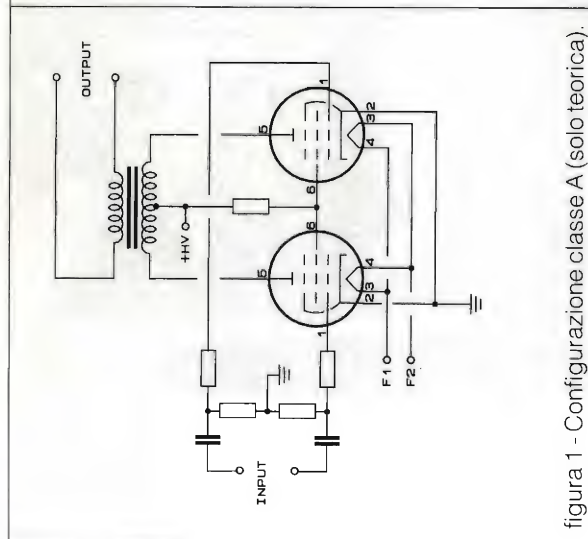 OUTPUT
+HV
5
1
2
3
4
6
6
5
1
2
3
4
F1
F2
INPUT
figura 1 - Configurazione classe A (solo teorica).